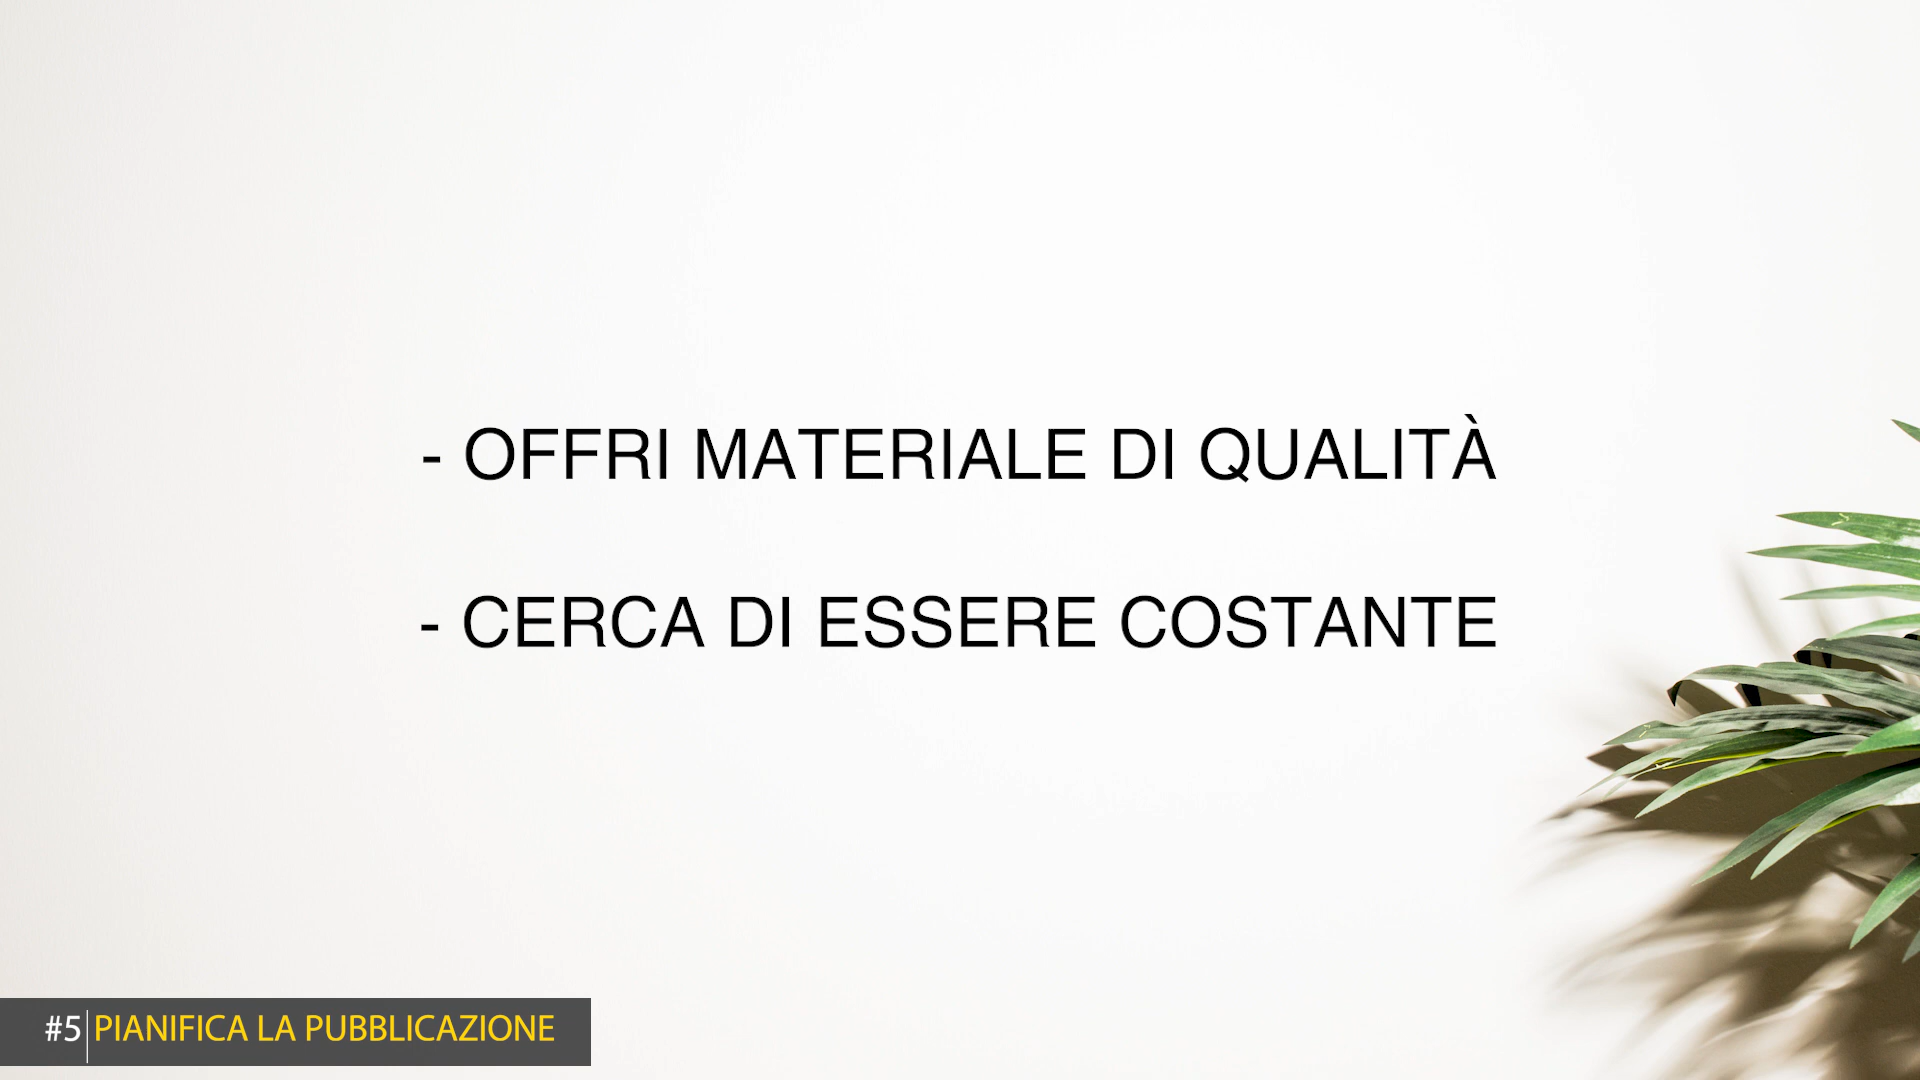 - OFFRI MATERIALE DI QUALITÀ
- CERCA DI ESSERE COSTANTE
#5 PIANIFICA LA PUBBLICAZIONE